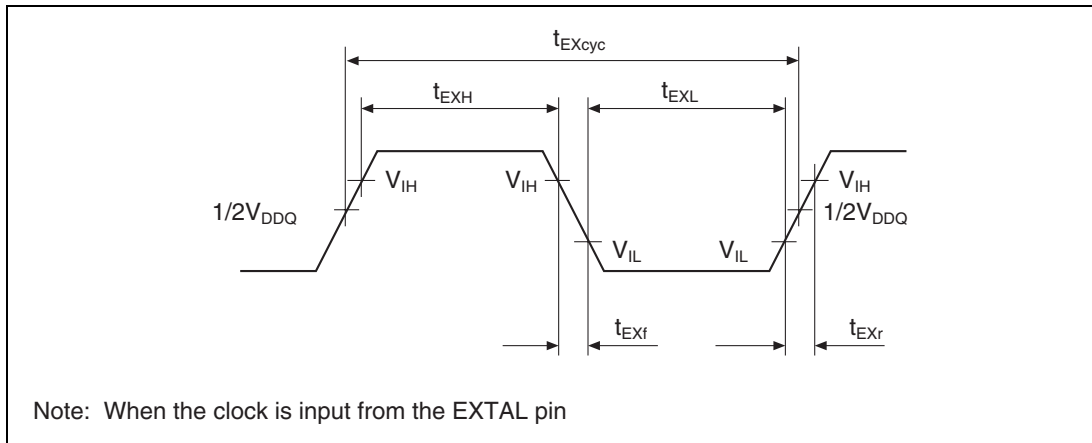 tEXcyc
tEXH
tEXL
VIH
VIH
VIH
1/2VDDQ
1/2VDDQ
VIL
VIL
tEXf
tEXr
Note: When the clock is input from the EXTAL pin